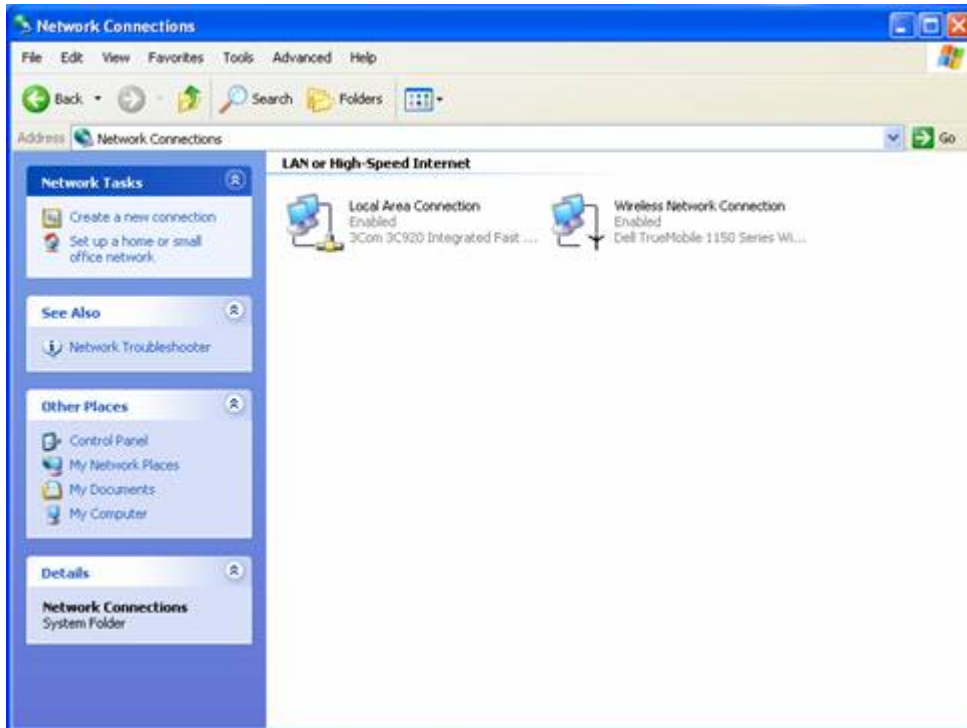 Network Connections
File Edit View Favorites Tools Advanced Help
Back Search Folders
Address Network Connections Go
Network Tasks
Create a new connection
Set up a home or small
office network
See Also
Network Troubleshooter
Other Places
Control Panel
My Network Places
My Documents
My Computer
Details
Network Connections
System Folder
LAN or High-Speed Internet
Local Area Connection
Enabled
3Com 3C920 Integrated Fast ...
Wireless Network Connection
Enabled
Dell TrueMobile 1150 Series Wi...